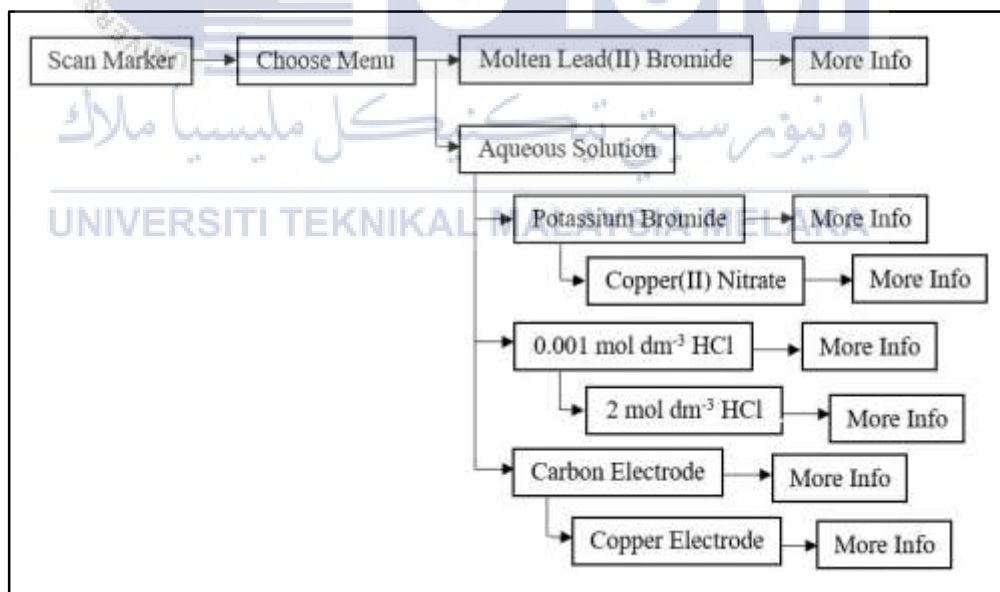 UTeM
Scan Marker
Choose Menu
Molten Lead(II) Bromide
More Info
اونيۏرسيتي تيكنيكل مليسيا ملاك
Aqueous Solution
UNIVERSITI TEKNIKAL MALAYSIA MELAKA
Potassium Bromide
More Info
Copper(II) Nitrate
More Info
0.001 mol dm⁻³ HCl
More Info
2 mol dm⁻³ HCl
More Info
Carbon Electrode
More Info
Copper Electrode
More Info